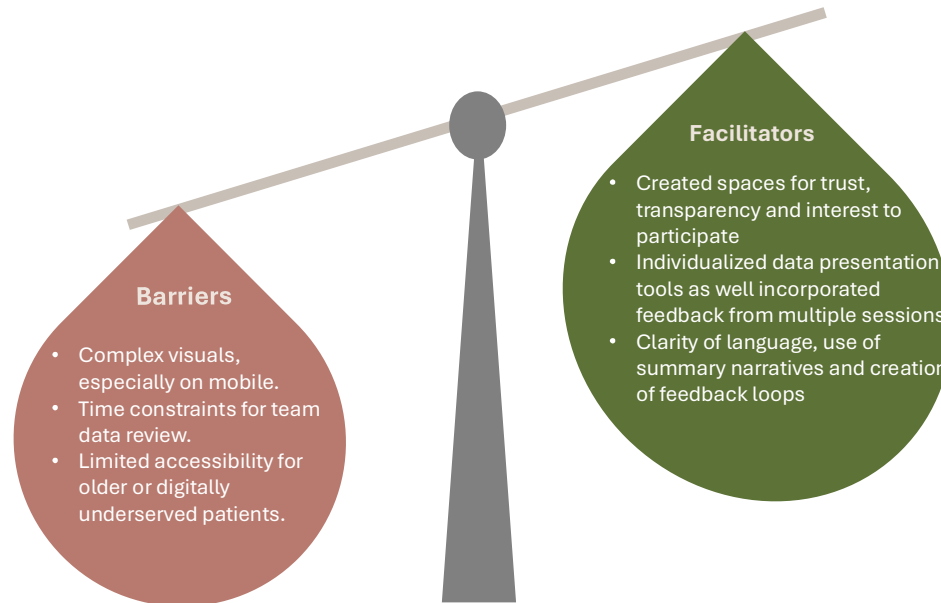 Barriers
• Complex visuals,
especially on mobile.
• Time constraints for team
data review.
• Limited accessibility for
older or digitally
underserved patients.
Facilitators
• Created spaces for trust,
transparency and interest to
participate
• Individualized data presentation
tools as well incorporated
feedback from multiple sessions
• Clarity of language, use of
summary narratives and creation
of feedback loops